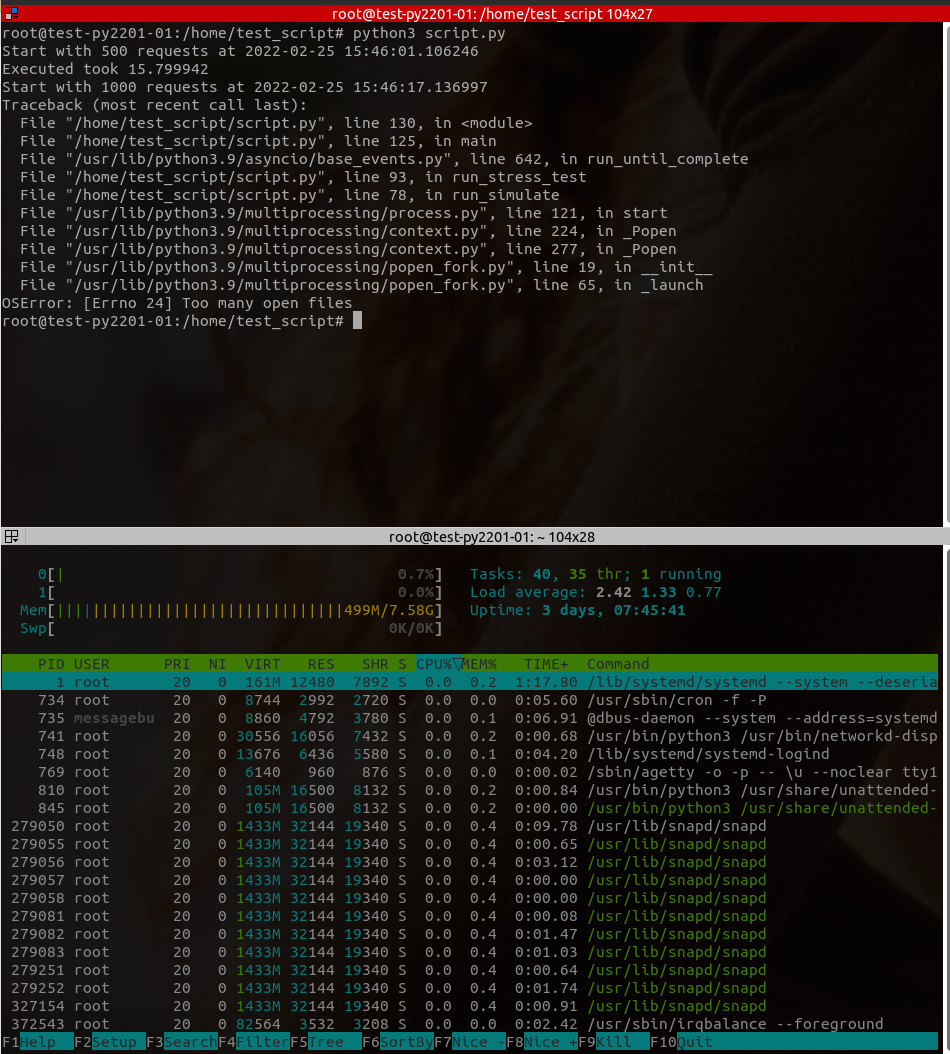 root@test-py2201-01: /home/test_script 104x27
root@test-py2201-01:/home/test_script# python3 script.py
Start with 500 requests at 2022-02-25 15:46:01.106246
Executed took 15.799942
Start with 1000 requests at 2022-02-25 15:46:17.136997
Traceback (most recent call last):
  File "/home/test_script/script.py", line 130, in <module>
  File "/home/test_script/script.py", line 125, in main
  File "/usr/lib/python3.9/asyncio/base_events.py", line 642, in run_until_complete
  File "/home/test_script/script.py", line 93, in run_stress_test
  File "/home/test_script/script.py", line 78, in run_simulate
  File "/usr/lib/python3.9/multiprocessing/process.py", line 121, in start
  File "/usr/lib/python3.9/multiprocessing/context.py", line 224, in _Popen
  File "/usr/lib/python3.9/multiprocessing/context.py", line 277, in _Popen
  File "/usr/lib/python3.9/multiprocessing/popen_fork.py", line 19, in __init__
  File "/usr/lib/python3.9/multiprocessing/popen_fork.py", line 65, in _launch
OSError: [Errno 24] Too many open files
root@test-py2201-01:/home/test_script#
root@test-py2201-01: ~ 104x28
0[| 0.7%] Tasks: 40, 35 thr; 1 running
1[ 0.0%] Load average: 2.42 1.33 0.77
Mem[||||||||||||||||||||||||||||||||499M/7.58G] Uptime: 3 days, 07:45:41
Swp[ 0K/0K]
PID USER PRI NI VIRT RES SHR S CPU%▽MEM% TIME+ Command
1 root 20 0 161M 12480 7892 S 0.0 0.2 1:17.80 /lib/systemd/systemd --system --deseria
734 root 20 0 8744 2992 2720 S 0.0 0.0 0:05.60 /usr/sbin/cron -f -P
735 messagebu 20 0 8860 4792 3780 S 0.0 0.1 0:06.91 @dbus-daemon --system --address=systemd
741 root 20 0 30556 16056 7432 S 0.0 0.2 0:00.68 /usr/bin/python3 /usr/bin/networkd-disp
748 root 20 0 13676 6436 5580 S 0.0 0.1 0:04.20 /lib/systemd/systemd-logind
769 root 20 0 6140 960 876 S 0.0 0.0 0:00.02 /sbin/agetty -o -p -- \u --noclear tty1
810 root 20 0 105M 16500 8132 S 0.0 0.2 0:00.84 /usr/bin/python3 /usr/share/unattended-
845 root 20 0 105M 16500 8132 S 0.0 0.2 0:00.00 /usr/bin/python3 /usr/share/unattended-
279050 root 20 0 1433M 32144 19340 S 0.0 0.4 0:09.78 /usr/lib/snapd/snapd
279055 root 20 0 1433M 32144 19340 S 0.0 0.4 0:00.65 /usr/lib/snapd/snapd
279056 root 20 0 1433M 32144 19340 S 0.0 0.4 0:03.12 /usr/lib/snapd/snapd
279057 root 20 0 1433M 32144 19340 S 0.0 0.4 0:00.00 /usr/lib/snapd/snapd
279058 root 20 0 1433M 32144 19340 S 0.0 0.4 0:00.00 /usr/lib/snapd/snapd
279081 root 20 0 1433M 32144 19340 S 0.0 0.4 0:00.08 /usr/lib/snapd/snapd
279082 root 20 0 1433M 32144 19340 S 0.0 0.4 0:01.47 /usr/lib/snapd/snapd
279083 root 20 0 1433M 32144 19340 S 0.0 0.4 0:01.03 /usr/lib/snapd/snapd
279251 root 20 0 1433M 32144 19340 S 0.0 0.4 0:00.64 /usr/lib/snapd/snapd
279252 root 20 0 1433M 32144 19340 S 0.0 0.4 0:01.74 /usr/lib/snapd/snapd
327154 root 20 0 1433M 32144 19340 S 0.0 0.4 0:00.91 /usr/lib/snapd/snapd
372543 root 20 0 82564 3532 3208 S 0.0 0.0 0:02.42 /usr/sbin/irqbalance --foreground
F1Help F2Setup F3SearchF4FilterF5Tree F6SortByF7Nice -F8Nice +F9Kill F10Quit